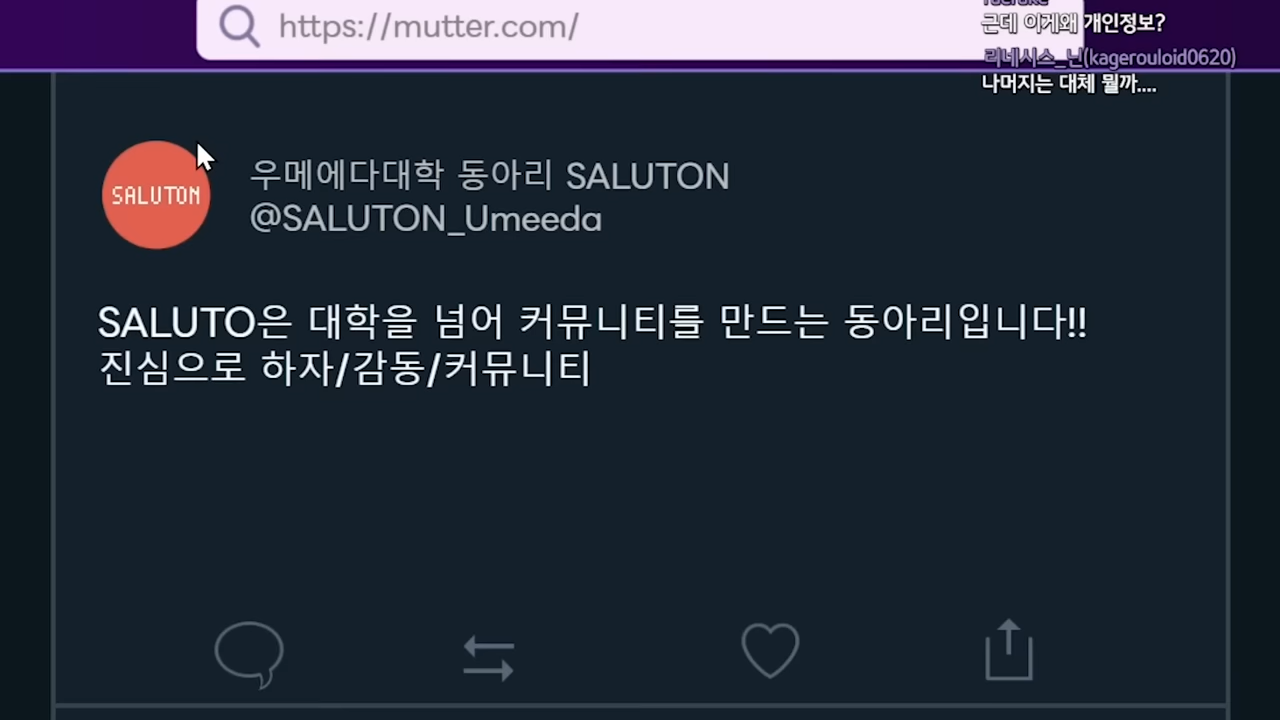 https://mutter.com/
근데 이게왜 개인정보?
리네시스_닌(kagerouloid0620)
나머지는 대체 뭘까....
SALUTON
우메에다대학 동아리 SALUTON
@SALUTON_Umeeda
SALUTO은 대학을 넘어 커뮤니티를 만드는 동아리입니다!!
진심으로 하자/감동/커뮤니티